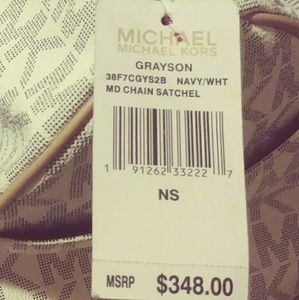 MICHAEL
MICHAEL KORS
GRAYSON
38F7CGYS2B NAVY/WHT
MD CHAIN SATCHEL
1 91262 33222 7
NS
MSRP $348.00